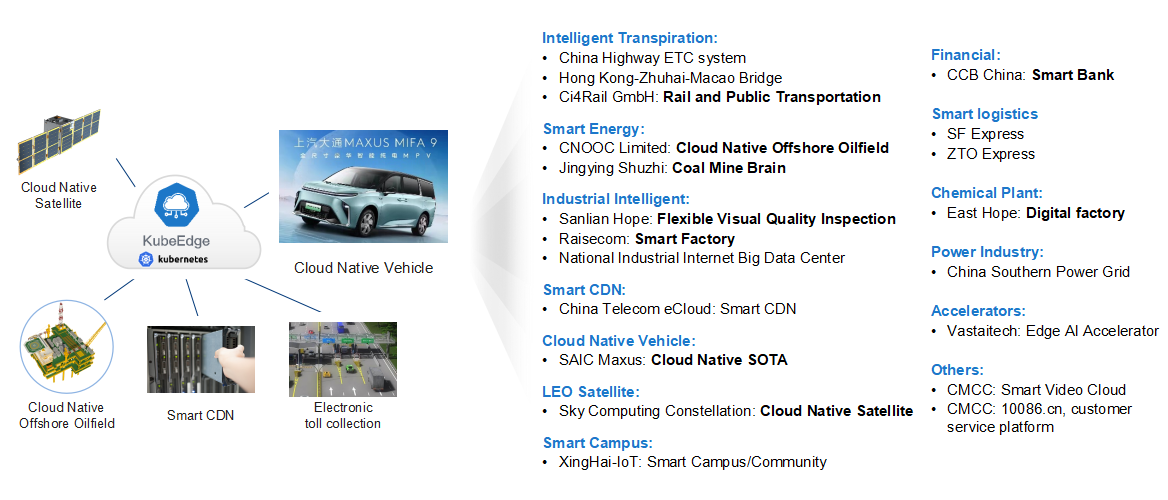 Cloud Native
Satellite
KubeEdge
kubernetes
上汽大通MAXUS MIFA 9
Cloud Native Vehicle
Cloud Native
Offshore Oilfield
Smart CDN
Electronic
toll collection
Intelligent Transpiration:
• China Highway ETC system
• Hong Kong-Zhuhai-Macao Bridge
• Ci4Rail GmbH: Rail and Public Transportation
Smart Energy:
• CNOOC Limited: Cloud Native Offshore Oilfield
• Jingying Shuzhi: Coal Mine Brain
Industrial Intelligent:
• Sanlian Hope: Flexible Visual Quality Inspection
• Raisecom: Smart Factory
• National Industrial Internet Big Data Center
Smart CDN:
• China Telecom eCloud: Smart CDN
Cloud Native Vehicle:
• SAIC Maxus: Cloud Native SOTA
LEO Satellite:
• Sky Computing Constellation: Cloud Native Satellite
Smart Campus:
• XingHai-IoT: Smart Campus/Community
Financial:
• CCB China: Smart Bank
Smart logistics
• SF Express
• ZTO Express
Chemical Plant:
• East Hope: Digital factory
Power Industry:
• China Southern Power Grid
Accelerators:
• Vastaitech: Edge AI Accelerator
Others:
• CMCC: Smart Video Cloud
• CMCC: 10086.cn, customer
service platform